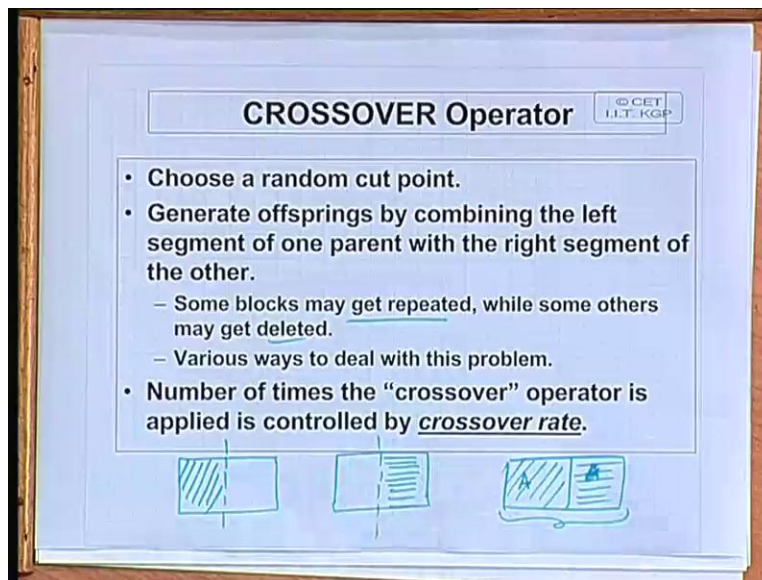 CROSSOVER Operator
© CET
I.I.T. KGP
• Choose a random cut point.
• Generate offsprings by combining the left
segment of one parent with the right segment of
the other.
– Some blocks may get repeated, while some others
may get deleted.
– Various ways to deal with this problem.
• Number of times the “crossover” operator is
applied is controlled by crossover rate.
A A